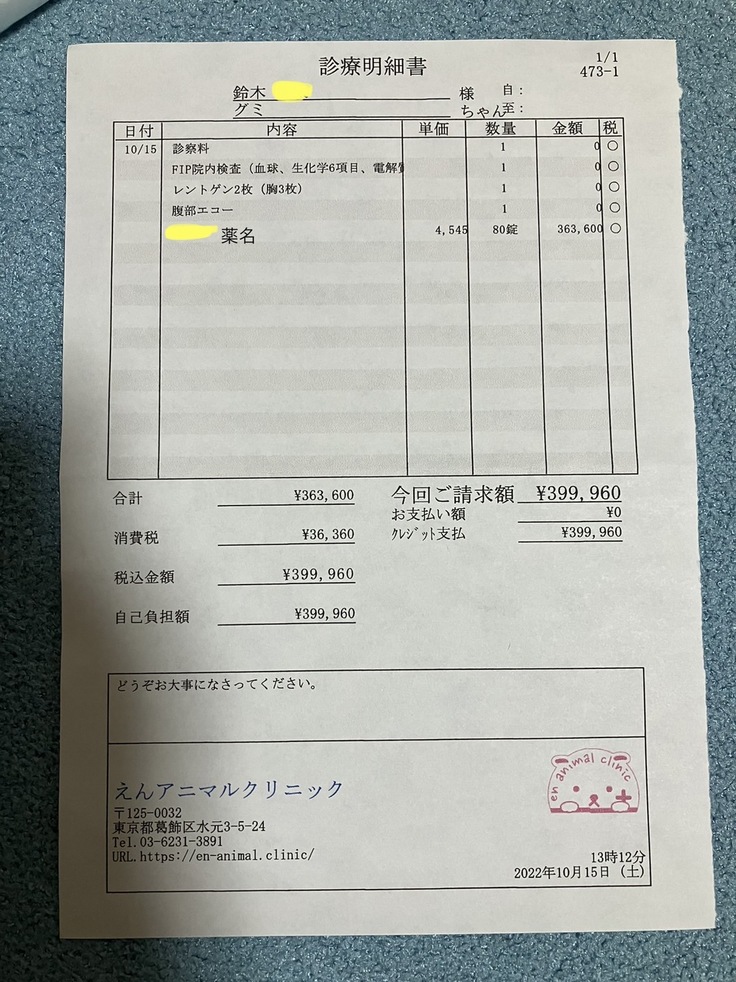 診療明細書
1/1
473-1
鈴木 様 自:
グミ ちゃん 至:
日付 内容 単価 数量 金額 税
10/15 診察料 1 0 ○
FIP院内検査(血球、生化学6項目、電解質 1 0 ○
レントゲン2枚(胸3枚) 1 0 ○
腹部エコー 1 0 ○
薬名 4,545 80錠 363,600 ○
合計 ¥363,600
消費税 ¥36,360
税込金額 ¥399,960
自己負担額 ¥399,960
今回ご請求額 ¥399,960
お支払い額 ¥0
クレジット支払 ¥399,960
どうぞお大事になさってください。
en animal clinic
えんアニマルクリニック
〒125-0032
東京都葛飾区水元3-5-24
Tel.03-6231-3891
URL.https://en-animal.clinic/
13時12分
2022年10月15日 (土)